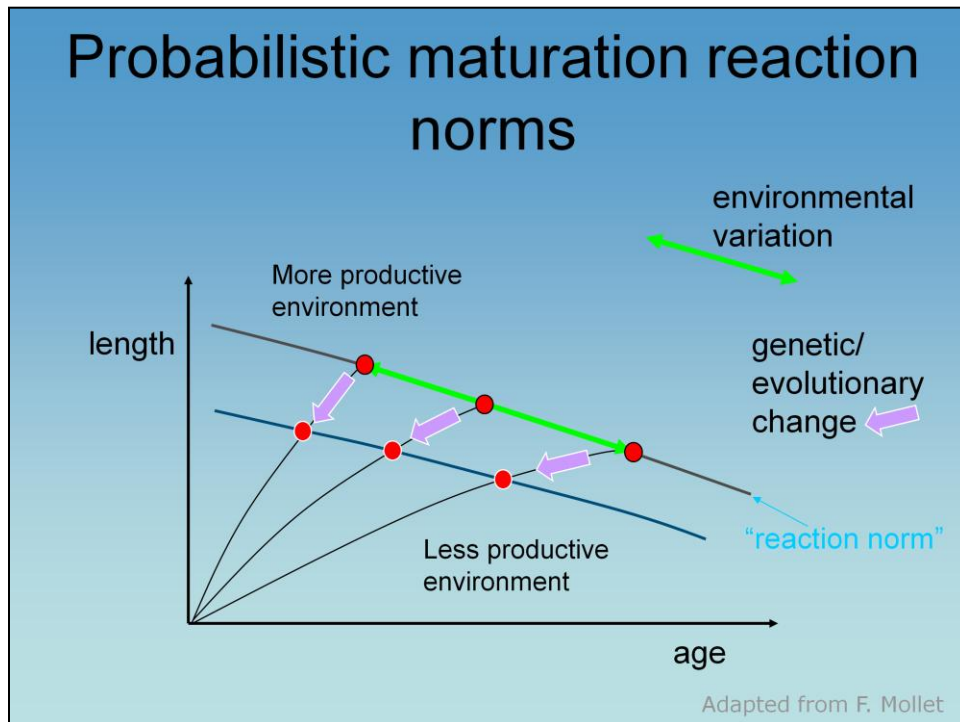 Probabilistic maturation reaction
norms
environmental
variation
More productive
environment
length
genetic/
evolutionary
change
“reaction norm”
Less productive
environment
age
Adapted from F. Mollet